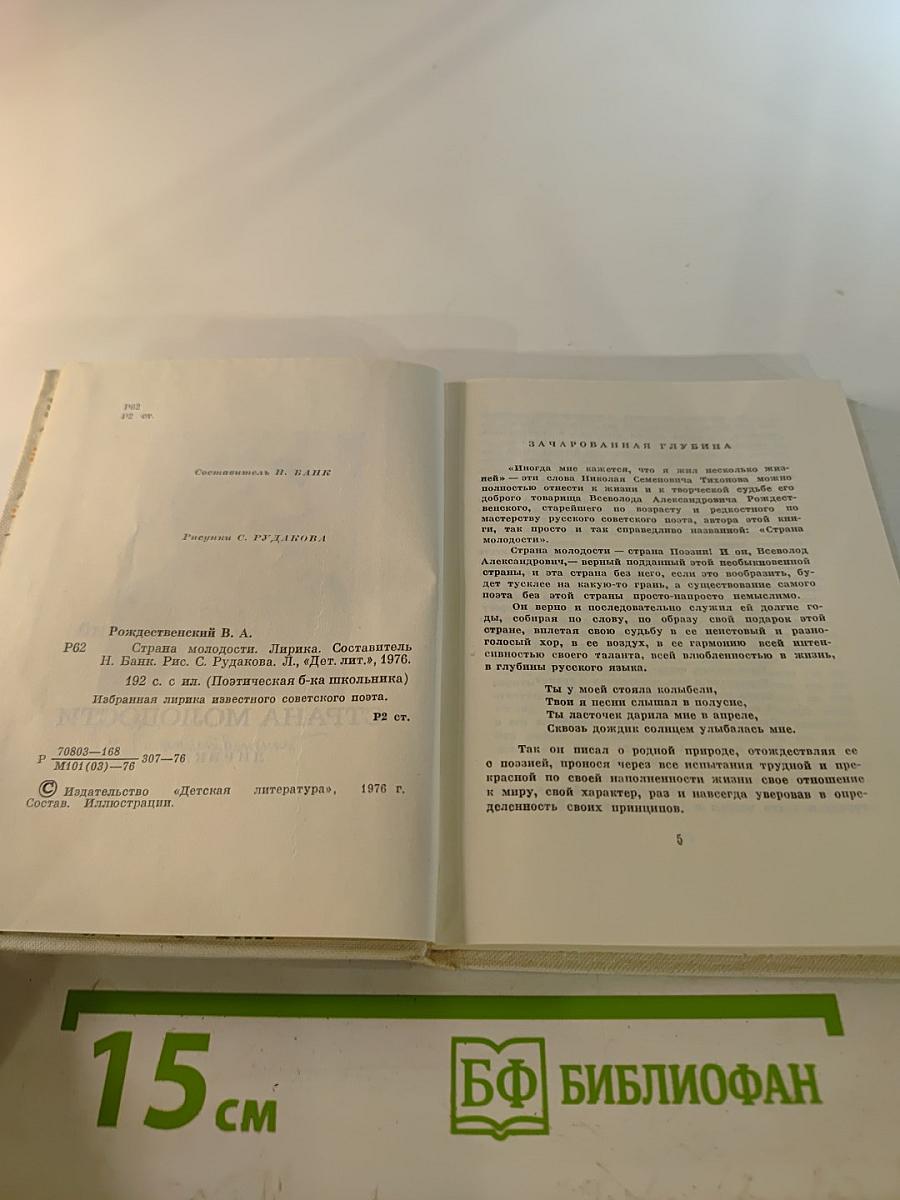 Р62
Р2 ст.
Составитель Н. БАНК
Рисунки С. РУДАКОВА
Рождественский В. А.
Р62 Страна молодости. Лирика. Составитель
Н. Банк. Рис. С. Рудакова. Л., «Дет. лит.», 1976.
192 с. с ил. (Поэтическая б-ка школьника)
Избранная лирика известного советского поэта.
Р2 ст.
Р 70803—168
М101(03)—76 307—76
© Издательство «Детская литература», 1976 г.
Состав. Иллюстрации.
ЗАЧАРОВАННАЯ ГЛУБИНА
«Иногда мне кажется, что я жил несколько жиз-
ней» — эти слова Николая Семеновича Тихонова можно
полностью отнести к жизни и к творческой судьбе его
доброго товарища Всеволода Александровича Рождест-
венского, старейшего по возрасту и редкостного по
мастерству русского советского поэта, автора этой кни-
ги, так просто и так справедливо названной: «Страна
молодости».
Страна молодости — страна Поэзии! И он, Всеволод
Александрович,— верный подданный этой необыкновенной
страны, и эта страна без него, если это вообразить, бу-
дет тусклее на какую-то грань, а существование самого
поэта без этой страны просто-напросто немыслимо.
Он верно и последовательно служил ей долгие го-
ды, собирая по слову, по образу свой подарок этой
стране, вплетая свою судьбу в ее неистовый и разно-
голосый хор, в ее воздух, в ее гармонию всей интен-
сивностью своего таланта, всей влюбленностью в жизнь,
в глубины русского языка.
Ты у моей стояла колыбели,
Твои я песни слышал в полусне,
Ты ласточек дарила мне в апреле,
Сквозь дождик солнцем улыбалась мне.
Так он писал о родной природе, отождествляя ее
с поэзией, пронося через все испытания трудной и пре-
красной по своей наполненности жизни свое отношение
к миру, свой характер, раз и навсегда уверовав в опре-
деленность своих принципов.
5
15 см
БФ БИБЛИОФАН